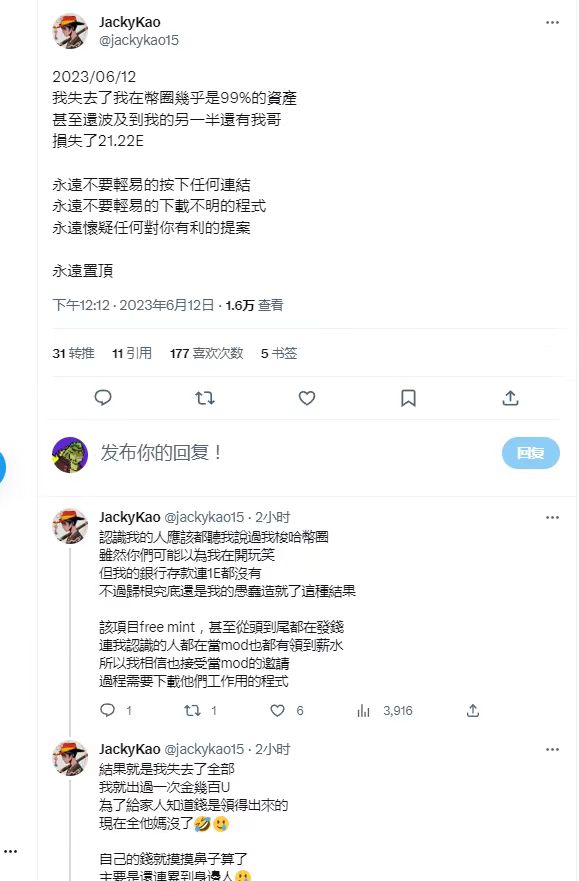 JackyKao
@jackykao15
2023/06/12
我失去了我在幣圈幾乎是99%的資產
甚至還波及到我的另一半還有我哥
損失了21.22E
永遠不要輕易的按下任何連結
永遠不要輕易的下載不明的程式
永遠懷疑任何對你有利的提案
永遠置頂
下午12:12 · 2023年6月12日 · 1.6万 查看
31 转推 11 引用 177 喜欢次数 5 书签
发布你的回复！
回复
JackyKao @jackykao15 · 2小时
認識我的人應該都聽我說過我梭哈幣圈
雖然你們可能以為我在開玩笑
但我的銀行存款連1E都沒有
不過歸根究底還是我的愚蠢造就了這種結果
該項目free mint，甚至從頭到尾都在發錢
連我認識的人都在當mod也都有領到薪水
所以我相信也接受當mod的邀請
過程需要下載他們工作用的程式
1 1 6 3,916
JackyKao @jackykao15 · 2小时
結果就是我失去了全部
我就出過一次金幾百U
為了給家人知道錢是領得出來的
現在全他媽沒了🤣🥲
自己的錢就摸摸鼻子算了
主要是還連累到身邊人🥲